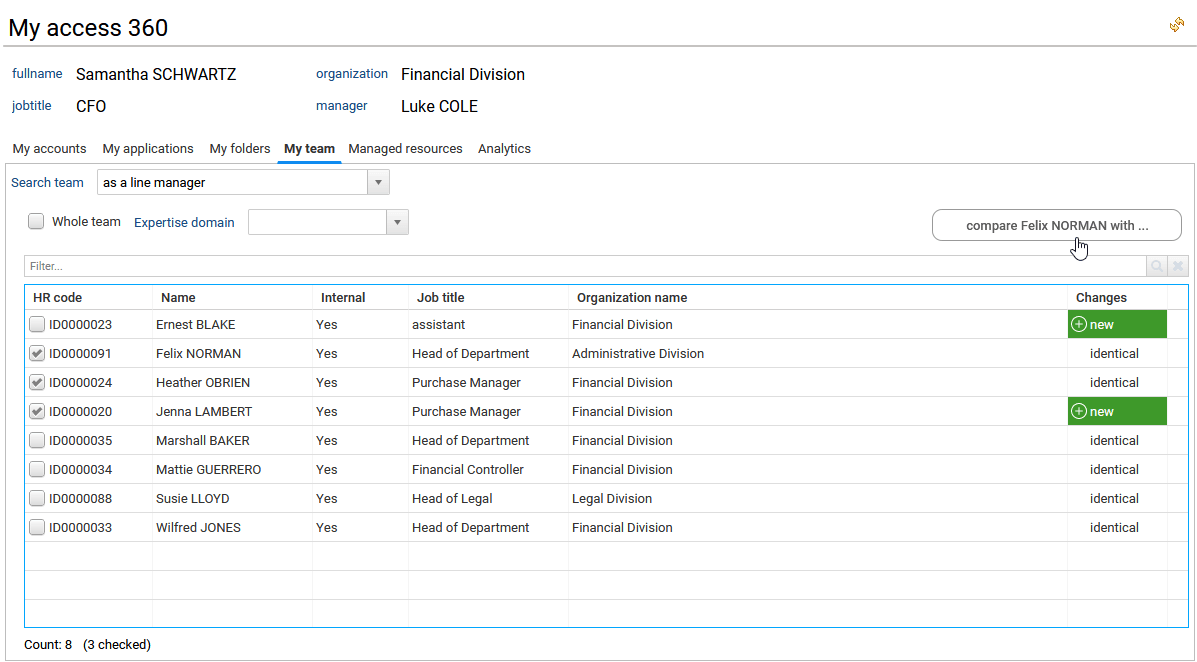 My access 360
fullname Samantha SCHWARTZ organization Financial Division
jobtitle CFO manager Luke COLE
My accounts My applications My folders My team Managed resources Analytics
Search team as a line manager
Whole team Expertise domain compare Felix NORMAN with ...
Filter...
HR code Name Internal Job title Organization name Changes
ID0000023 Ernest BLAKE Yes assistant Financial Division new
ID0000091 Felix NORMAN Yes Head of Department Administrative Division identical
ID0000024 Heather OBRIEN Yes Purchase Manager Financial Division identical
ID0000020 Jenna LAMBERT Yes Purchase Manager Financial Division new
ID0000035 Marshall BAKER Yes Head of Department Financial Division identical
ID0000034 Mattie GUERRERO Yes Financial Controller Financial Division identical
ID0000088 Susie LLOYD Yes Head of Legal Legal Division identical
ID0000033 Wilfred JONES Yes Head of Department Financial Division identical
Count: 8 (3 checked)